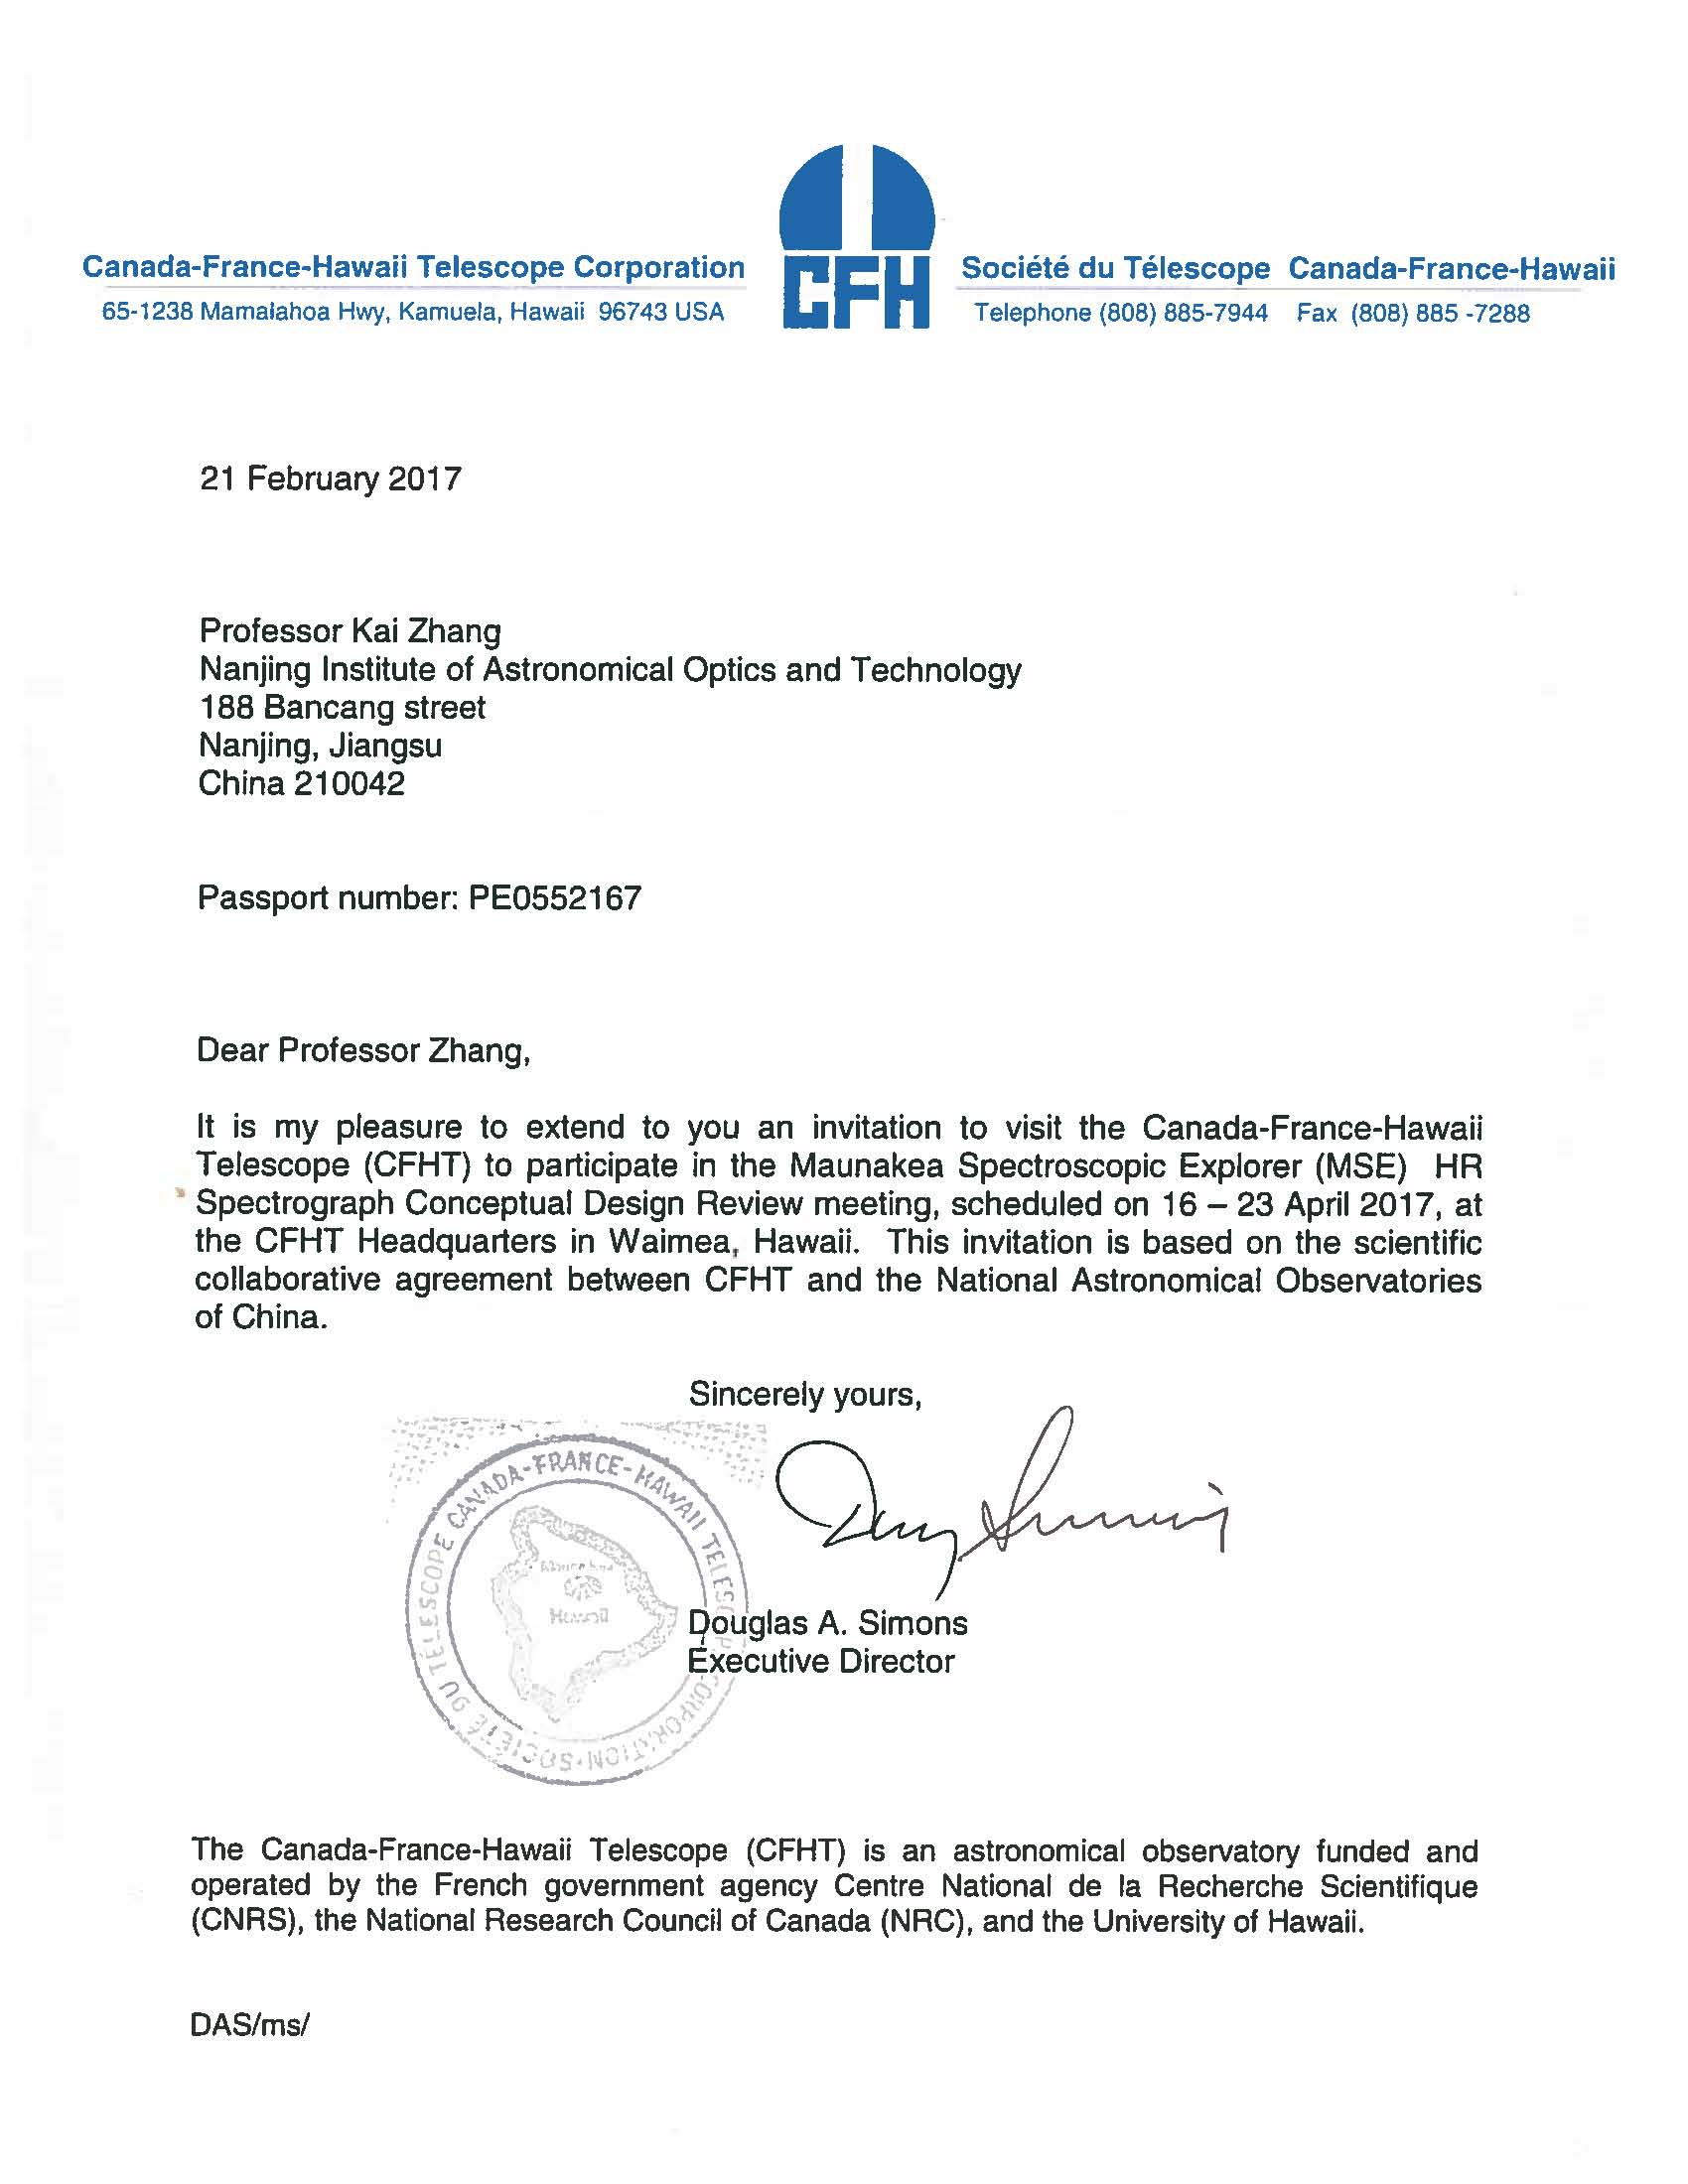 Canada-France-Hawaii Telescope Corporation
65-1238 Mamalahoa Hwy, Kamuela, Hawaii 96743 USA
CFH
Société du Télescope Canada-France-Hawaii
Telephone (808) 885-7944 Fax (808) 885 -7288
21 February 2017
Professor Kai Zhang
Nanjing Institute of Astronomical Optics and Technology
188 Bancang street
Nanjing, Jiangsu
China 210042
Passport number: PE0552167
Dear Professor Zhang,
It is my pleasure to extend to you an invitation to visit the Canada-France-Hawaii
Telescope (CFHT) to participate in the Maunakea Spectroscopic Explorer (MSE) HR
Spectrograph Conceptual Design Review meeting, scheduled on 16 – 23 April 2017, at
the CFHT Headquarters in Waimea, Hawaii. This invitation is based on the scientific
collaborative agreement between CFHT and the National Astronomical Observatories
of China.
Sincerely yours,
CANADA-FRANCE-HAWAII TELESCOPE CORPORATION·SOCIÉTÉ DU TÉLESCOPE
Hawaii
Douglas A. Simons
Executive Director
The Canada-France-Hawaii Telescope (CFHT) is an astronomical observatory funded and
operated by the French government agency Centre National de la Recherche Scientifique
(CNRS), the National Research Council of Canada (NRC), and the University of Hawaii.
DAS/ms/